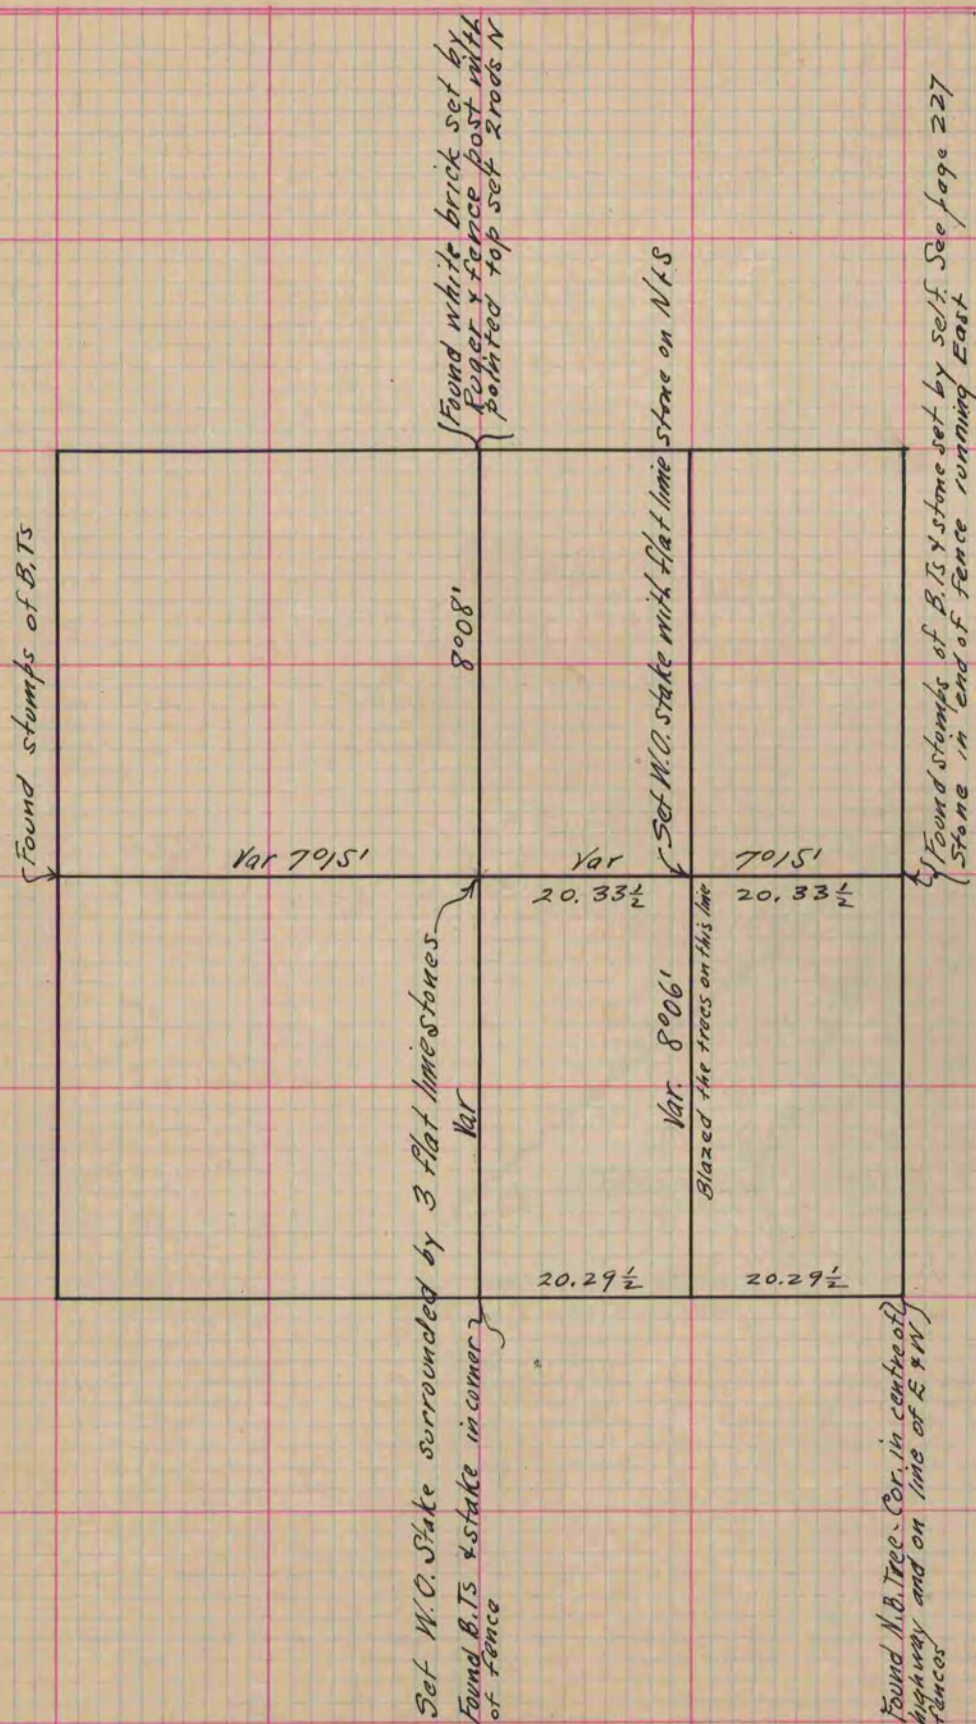 Found stumps of B.Ts
Found white brick set by
Ruger & fence post with
pointed top set 2 rods N
Var 7°15'
8°08'
Var
Set W.O. Stake surrounded by 3 flat limestones
Found B.Ts & stake in corner
of fence
Var
7°15'
20.33½
20.33½
Set W.O. stake with flat lime stone on N & S
Var. 8°06'
Blazed the trees on this line
20.29½
20.29½
Found N.B. Tree - Cor. in centre of
highway and on line of E & W
fences
Found stumps of B.Ts & stone set by self. See page 227
Stone in end of fence running East